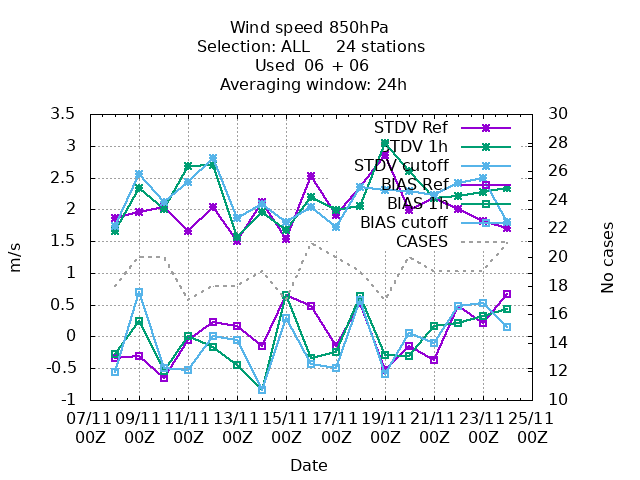 Wind speed 850hPa
Selection: ALL 24 stations
Used 06 + 06
Averaging window: 24h
3.5 30
STDV Ref
3 28
STDV 1h
STDV cutoff
2.5 26
BIAS Ref
2 24
BIAS 1h
BIAS cutoff
22
1.5
CASES
20
1
18
0.5
16
0
14
-0.5
12
-1 10
m/s
No cases
07/11 09/11 11/11 13/11 15/11 17/11 19/11 21/11 23/11 25/11
00Z 00Z 00Z 00Z 00Z 00Z 00Z 00Z 00Z 00Z
Date